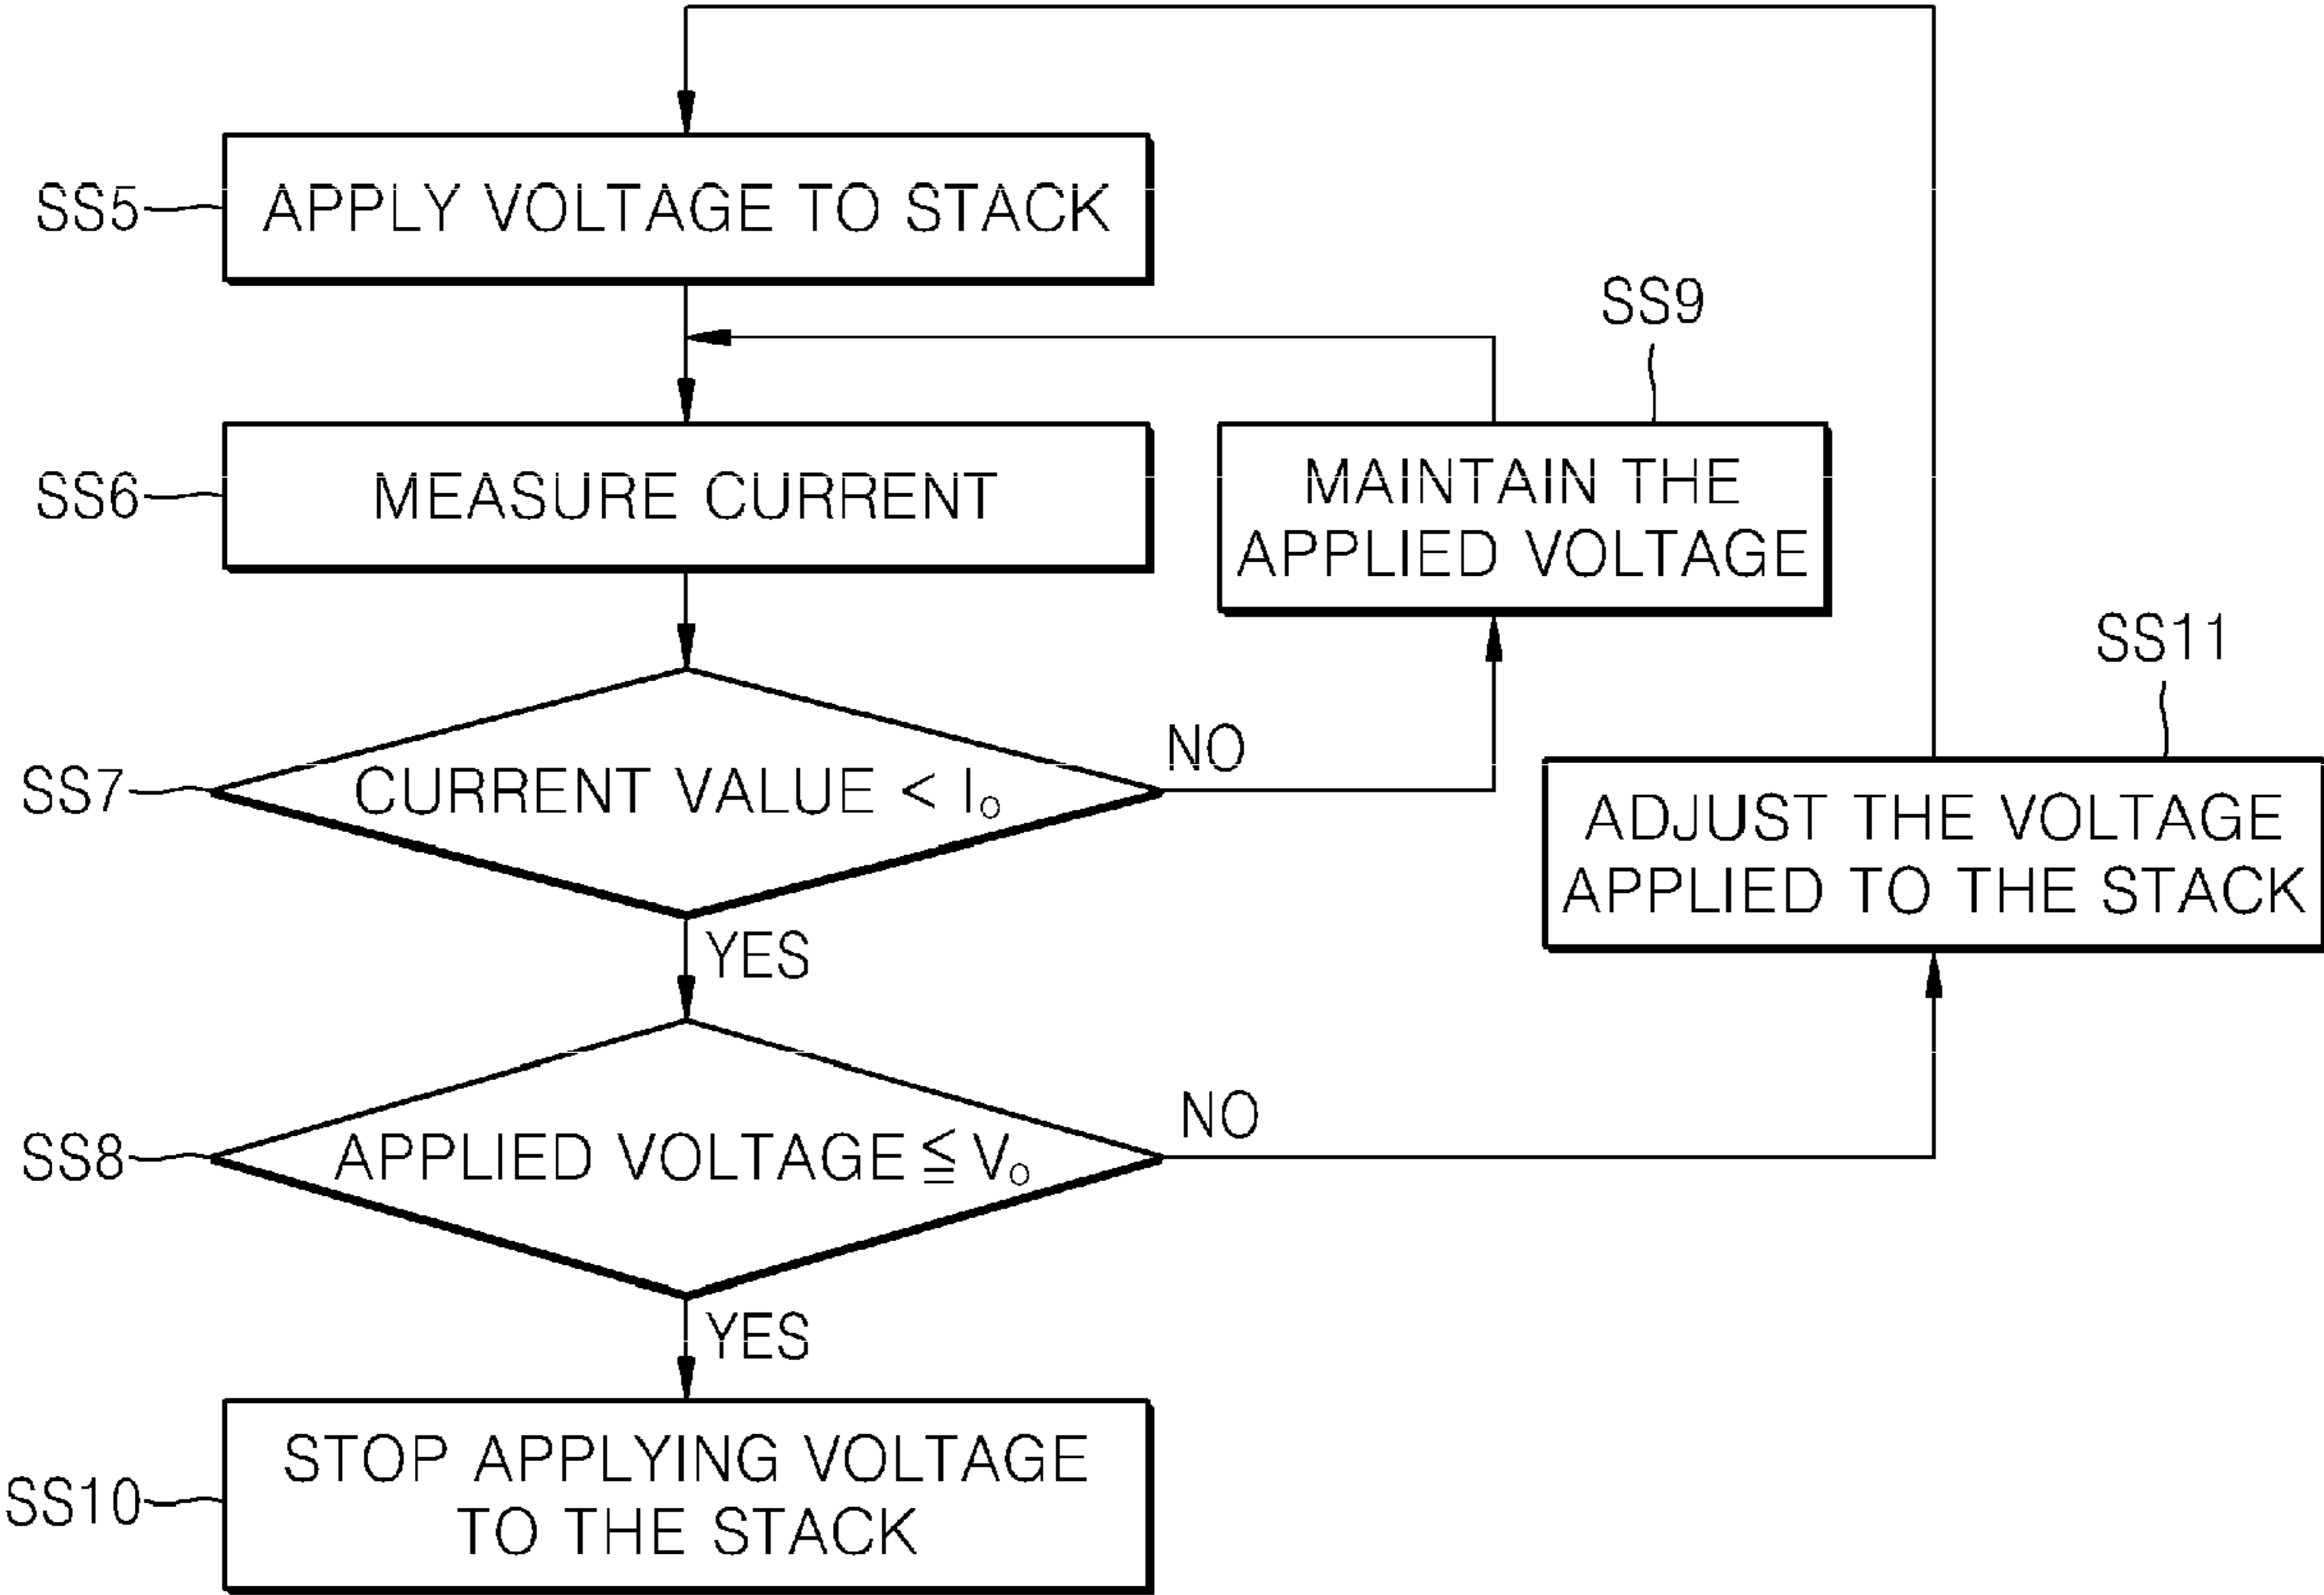 SS5
APPLY VOLTAGE TO STACK
SS9
SS6
MEASURE CURRENT
MAINTAIN THE
APPLIED VOLTAGE
SS11
SS7
CURRENT VALUE < I₀
NO
ADJUST THE VOLTAGE
APPLIED TO THE STACK
YES
SS8
APPLIED VOLTAGE ≦ V₀
NO
YES
SS10
STOP APPLYING VOLTAGE
TO THE STACK